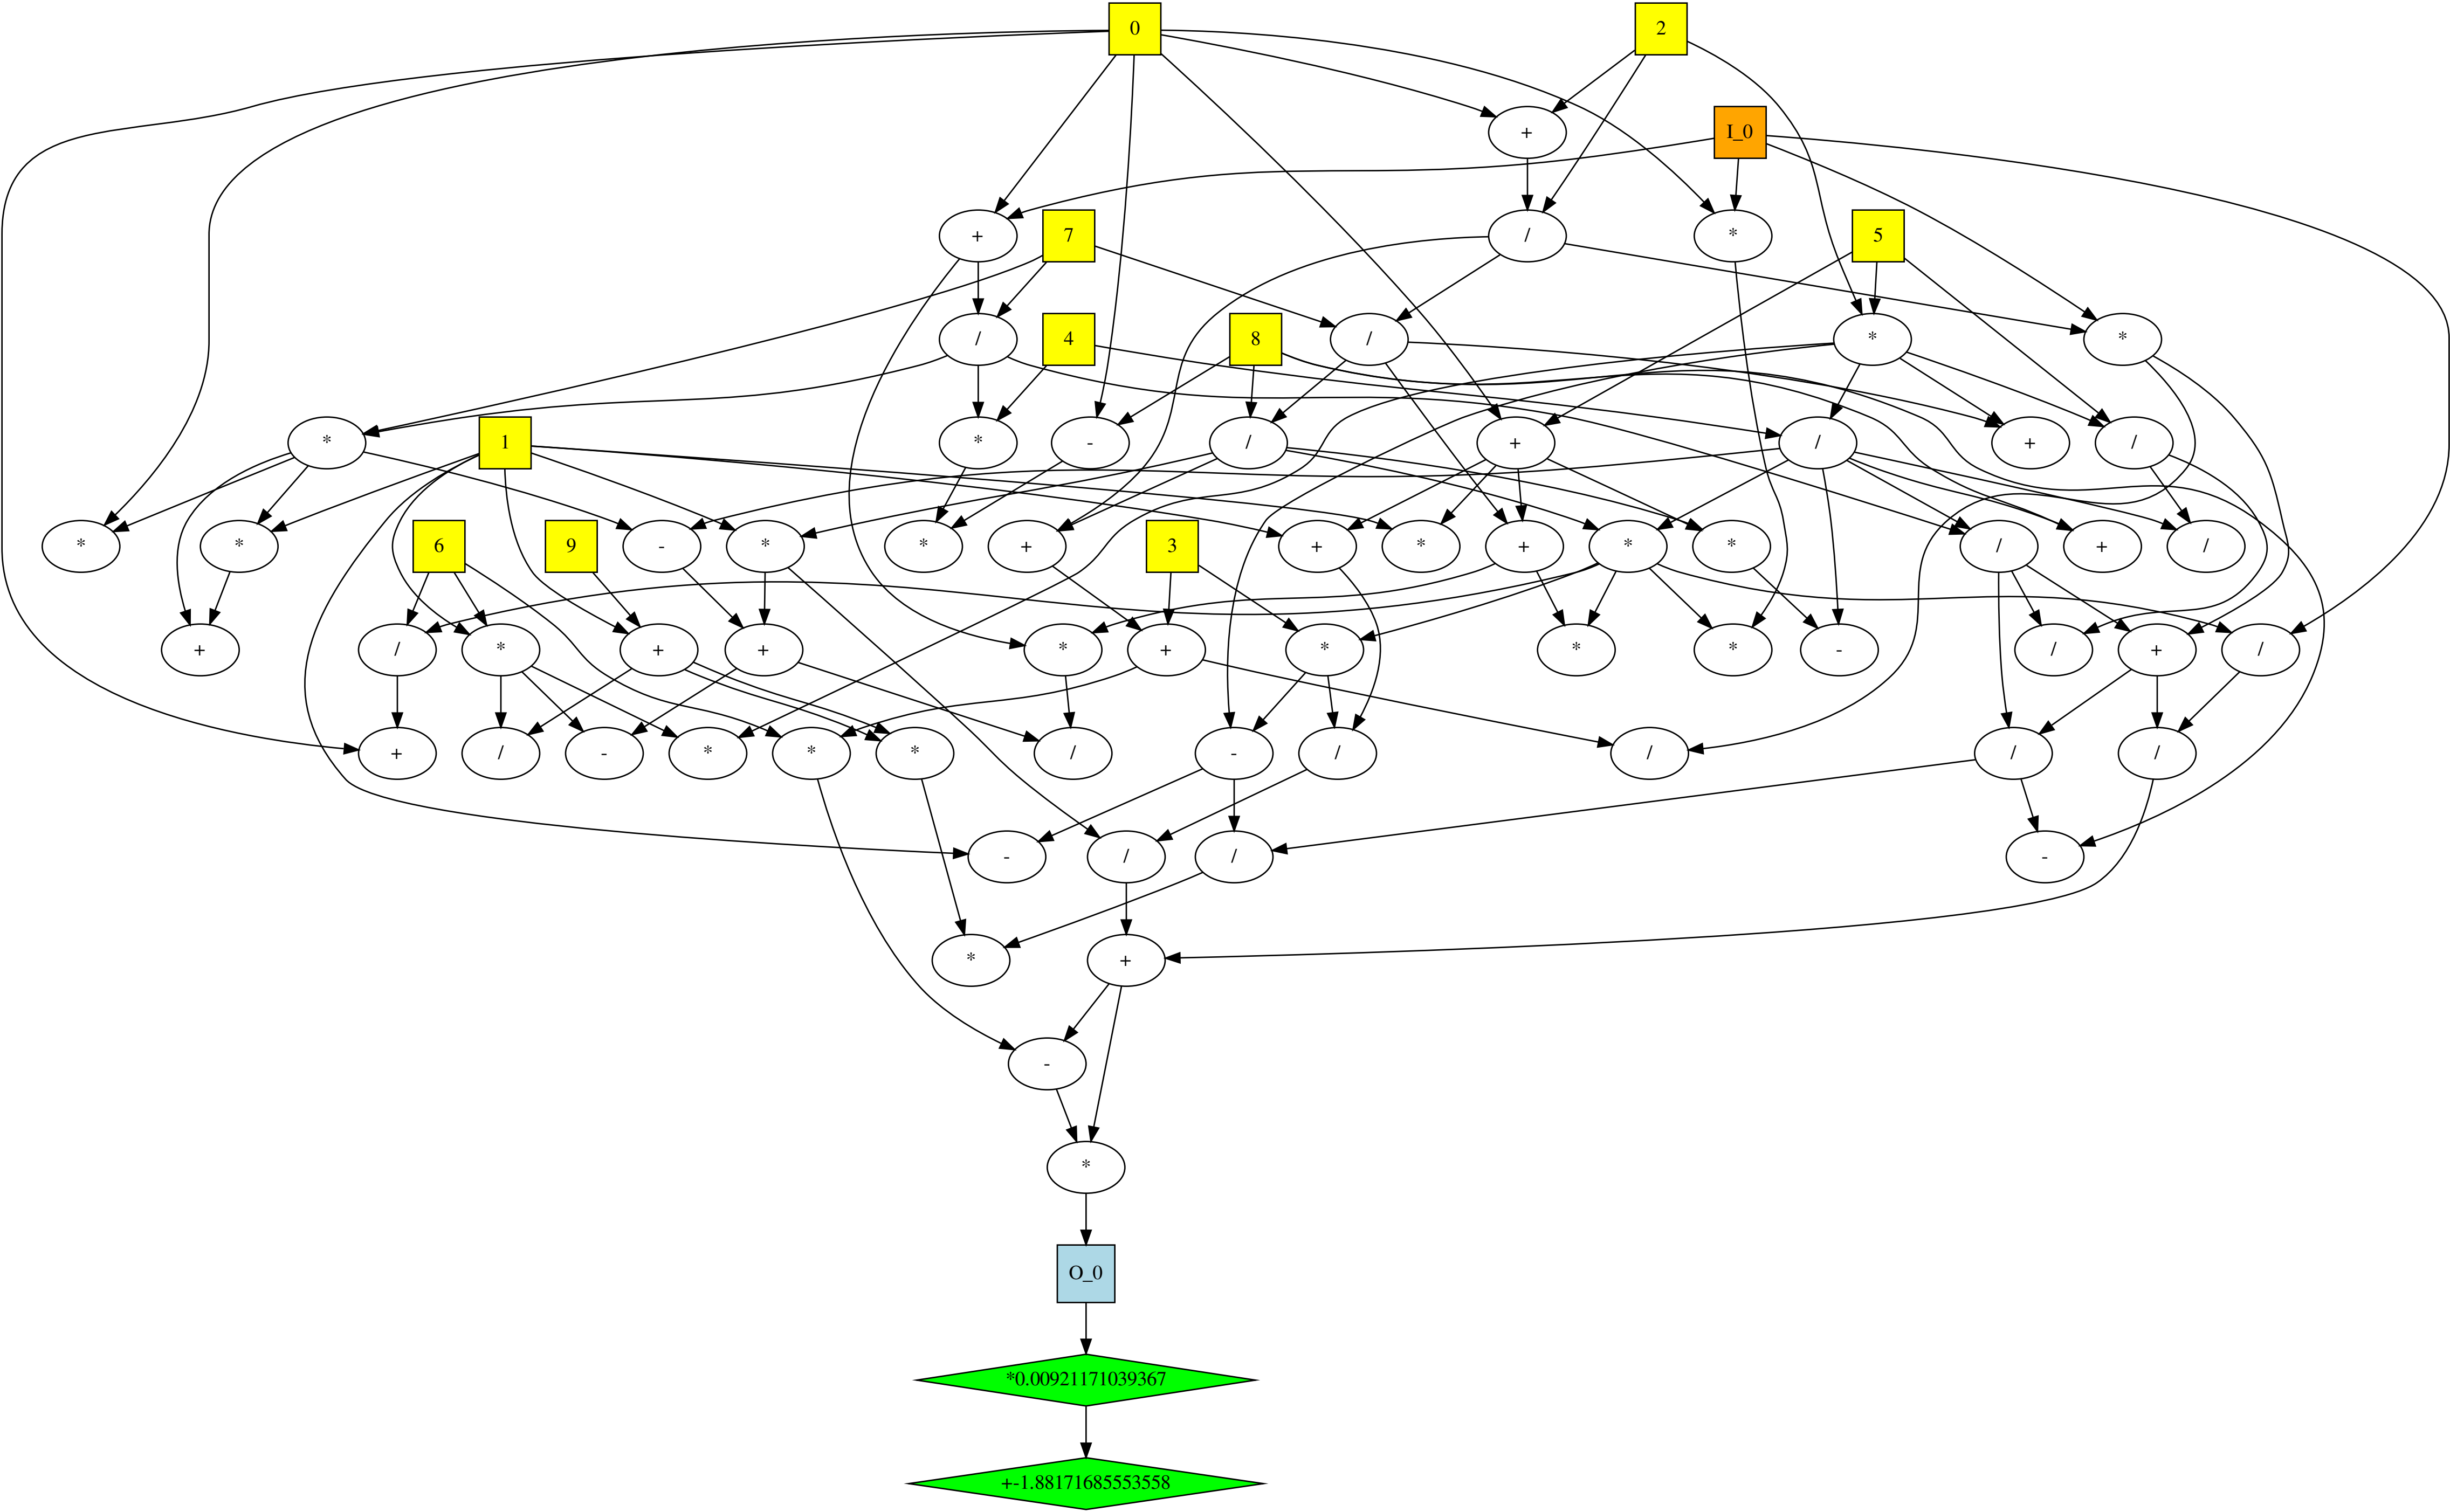 0 2
+ I_0
+ 7 / * 5
/ 4 8 / * *
* 1 * - / + / + /
* * 6 9 - * * + 3 + * + * * / + /
+ / * + + * + * * * - / + /
+ / - * * * / - / / / /
- / / -
* +
-
*
O_0
*0.00921171039367
+-1.88171685553558